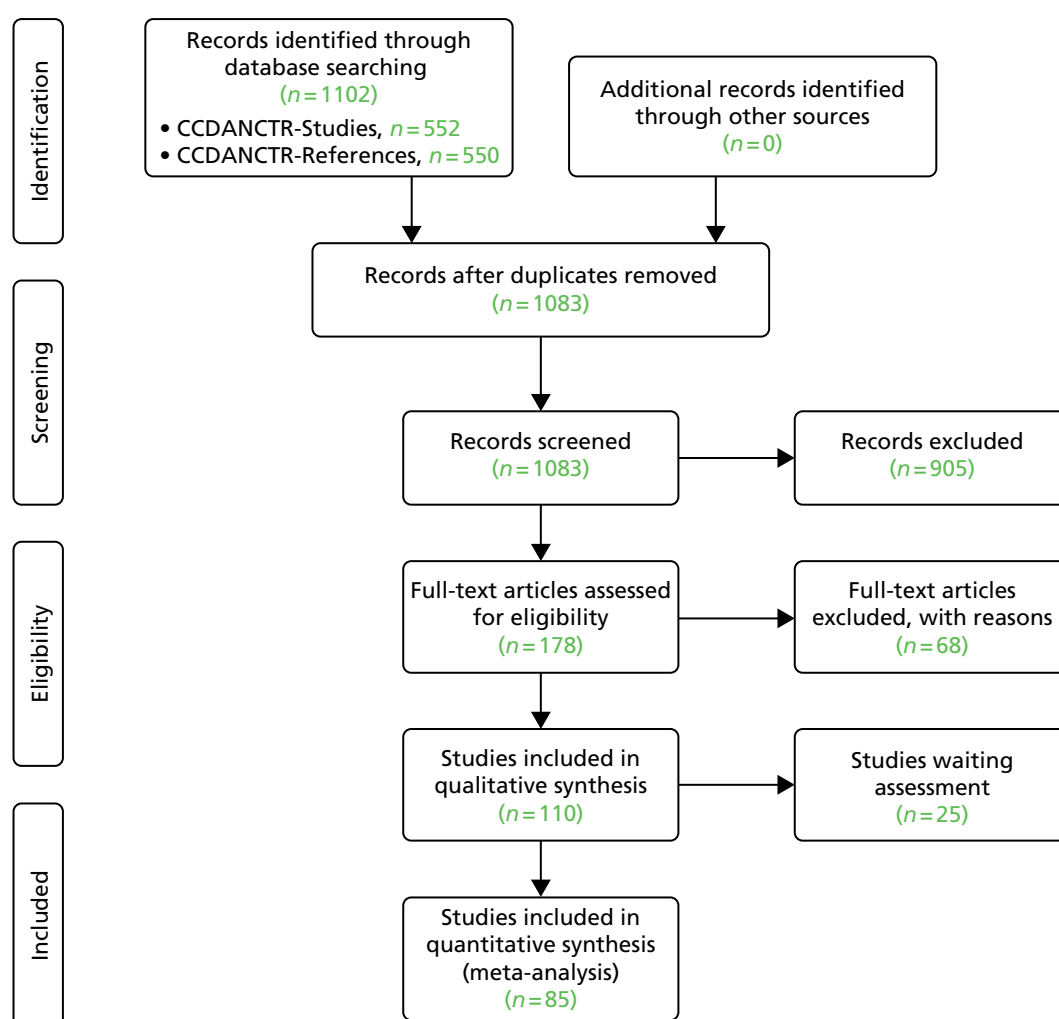 Identification
Records identified through
database searching
(n=1102)
• CCDANCTR-Studies, n=552
• CCDANCTR-References, n=550
Additional records identified
through other sources
(n=0)
Records after duplicates removed
(n=1083)
Screening
Records screened
(n=1083)
Records excluded
(n=905)
Eligibility
Full-text articles assessed
for eligibility
(n=178)
Full-text articles
excluded, with reasons
(n=68)
Studies included in
qualitative synthesis
(n=110)
Studies waiting
assessment
(n=25)
Included
Studies included in
quantitative synthesis
(meta-analysis)
(n=85)